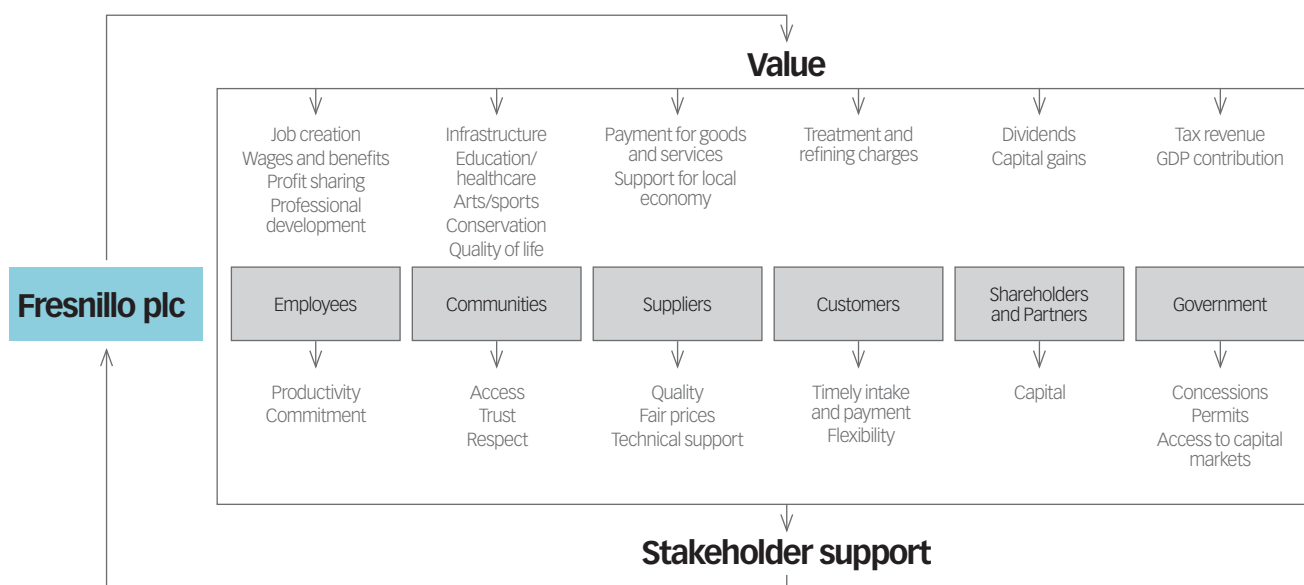 Value
Job creation
Wages and benefits
Profit sharing
Professional
development
Infrastructure
Education/
healthcare
Arts/sports
Conservation
Quality of life
Payment for goods
and services
Support for local
economy
Treatment and
refining charges
Dividends
Capital gains
Tax revenue
GDP contribution
Fresnillo plc
Employees
Communities
Suppliers
Customers
Shareholders
and Partners
Government
Productivity
Commitment
Access
Trust
Respect
Quality
Fair prices
Technical support
Timely intake
and payment
Flexibility
Capital
Concessions
Permits
Access to capital
markets
Stakeholder support